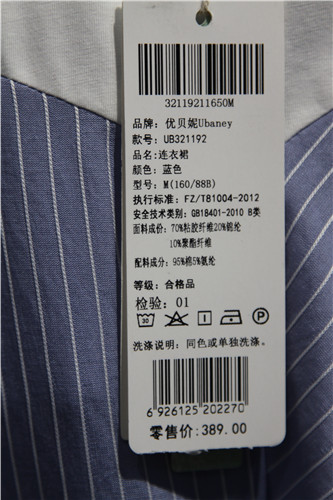 32119211650M
品牌:优贝妮Ubaney
款号:UB321192
品名:连衣裙
颜色:蓝色
型号:M(160/88B)
执行标准:FZ/T81004-2012
安全技术类别:GB18401-2010 B类
面料成分:70%粘胶纤维20%锦纶
10%聚酯纤维
配料成分:95%棉5%氨纶
等级:合格品
检验:01
30
P
洗涤说明:同色或单独洗涤。
6 926125 202270
零售价:389.00